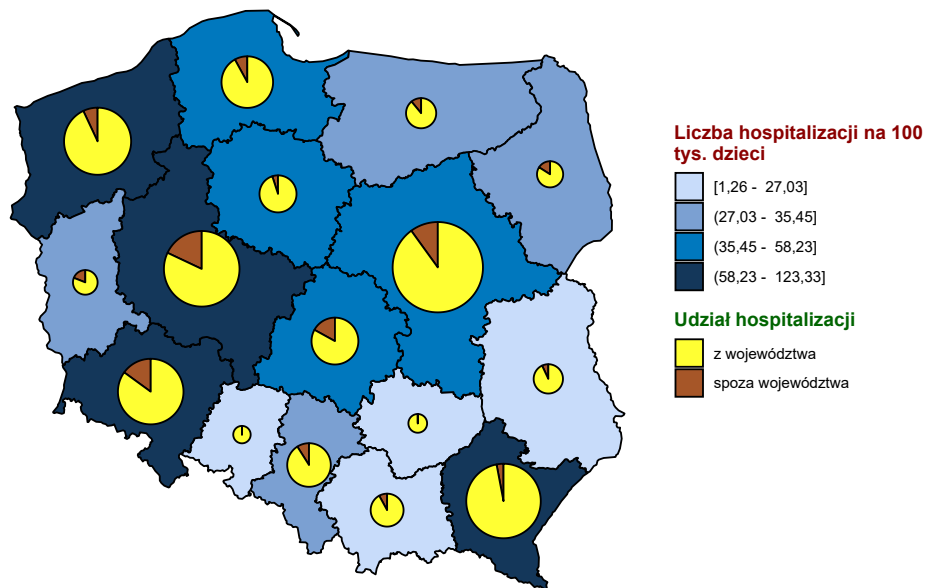 Liczba hospitalizacji na 100
tys. dzieci
[1,26 - 27,03]
(27,03 - 35,45]
(35,45 - 58,23]
(58,23 - 123,33]
Udział hospitalizacji
z województwa
spoza województwa